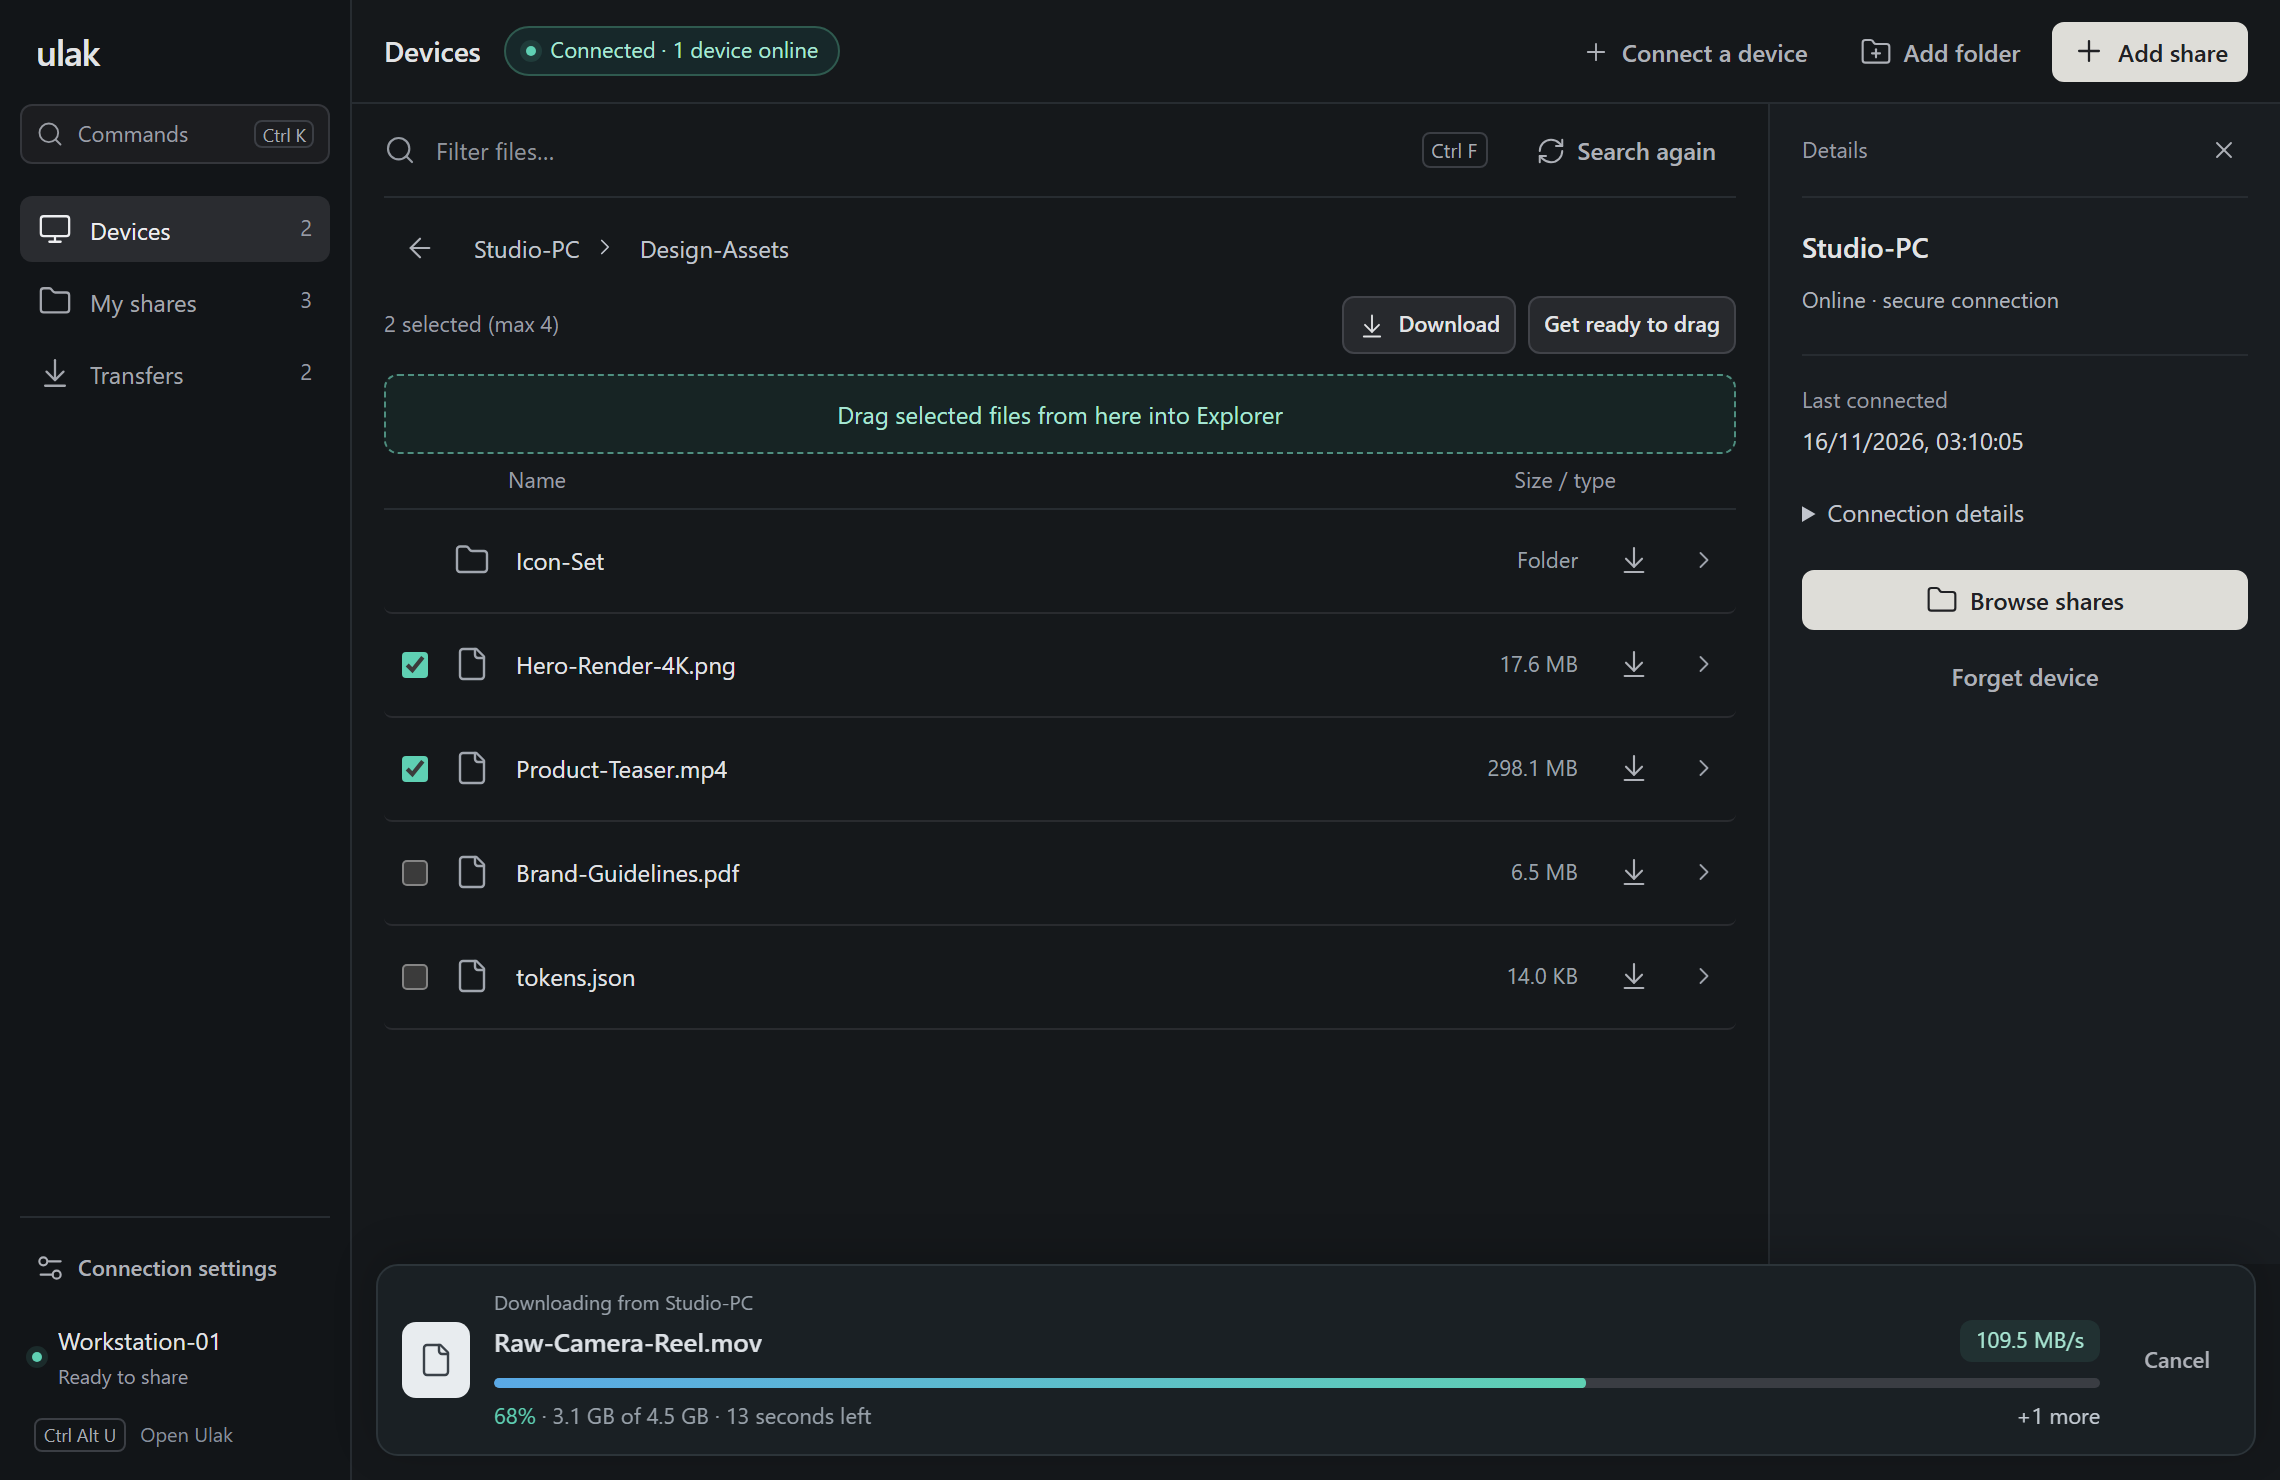 ulak
Commands
Ctrl K
Devices 2
My shares 3
Transfers 2
Connection settings
Workstation-01
Ready to share
Ctrl Alt U Open Ulak
Devices
Connected · 1 device online
Connect a device
Add folder
Add share
Filter files...
Ctrl F
Search again
Studio-PC
Design-Assets
2 selected (max 4)
Download
Get ready to drag
Drag selected files from here into Explorer
Name Size / type
Icon-Set Folder
Hero-Render-4K.png 17.6 MB
Product-Teaser.mp4 298.1 MB
Brand-Guidelines.pdf 6.5 MB
tokens.json 14.0 KB
Details
Studio-PC
Online · secure connection
Last connected
16/11/2026, 03:10:05
Connection details
Browse shares
Forget device
Downloading from Studio-PC
Raw-Camera-Reel.mov
109.5 MB/s
Cancel
68% · 3.1 GB of 4.5 GB · 13 seconds left
+1 more